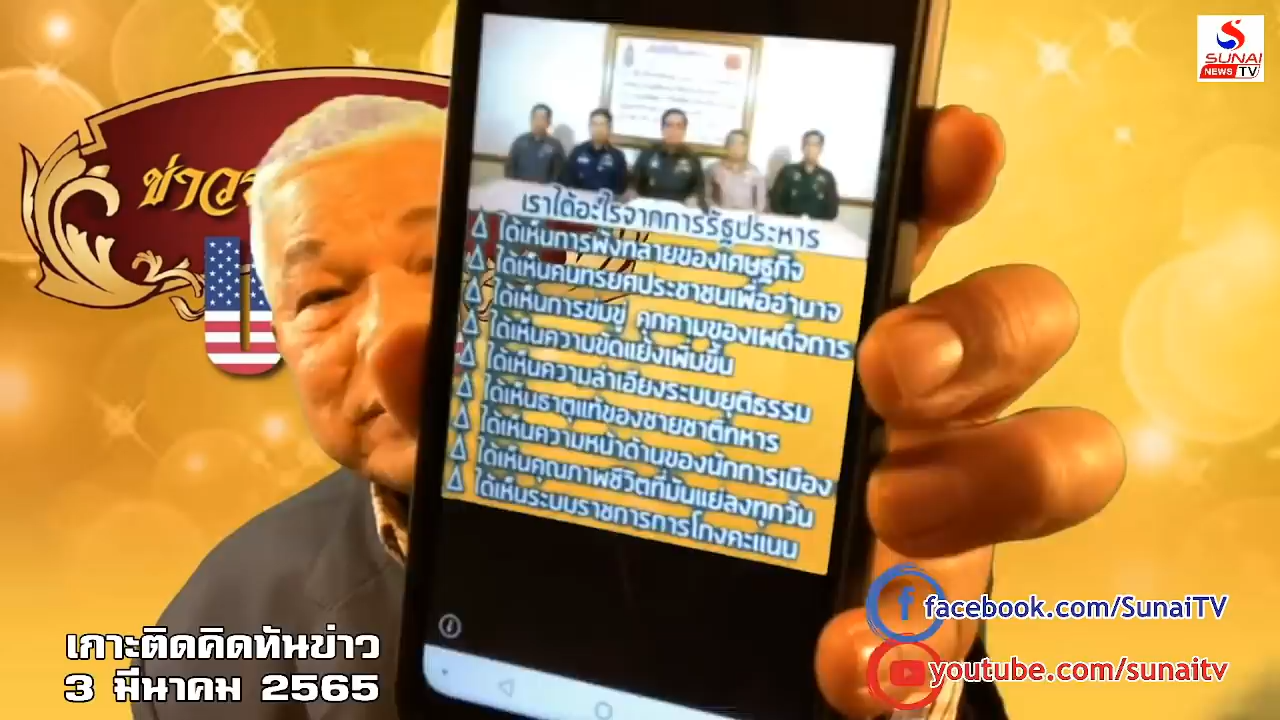 SUNAI
NEWS TV
ข่าว
U
เราได้อะไรจากการรัฐประหาร
△ ได้เห็นการพังทลายของเศษฐกิจ
△ ได้เห็นคนทรยศประชาชนเพื่ออำนาจ
△ ได้เห็นการข่มขู่ คุกคามของเผด็จการ
△ ได้เห็นความขัดแย้งเพิ่มขึ้น
△ ได้เห็นความลำเอียงระบบยุติธรรม
△ ได้เห็นธาตุแท้ของชายชาติทหาร
△ ได้เห็นความหน้าด้านของนักการเมือง
△ ได้เห็นคุณภาพชีวิตที่มันแย่ลงทุกวัน
△ ได้เห็นระบบราชการการโกงคะแนน
facebook.com/SunaiTV
youtube.com/sunaitv
เกาะติดคิดทันข่าว
3 มีนาคม 2565